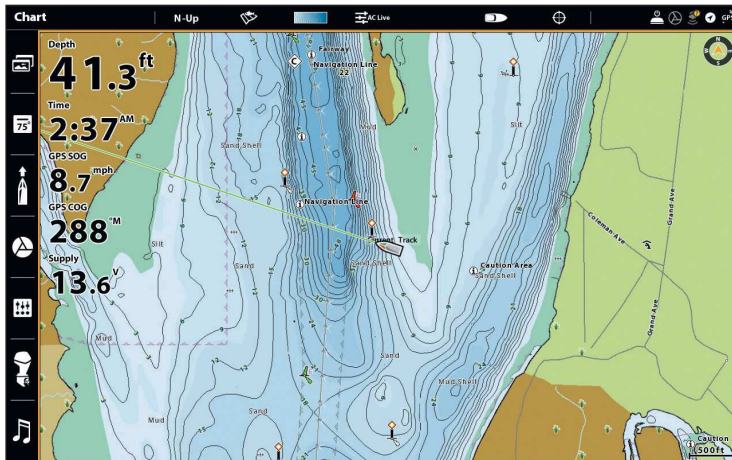 Chart
N-Up
AC Live
GPS
Depth
41.3 ft
Time
2:37 AM
GPS SOG
8.7 mph
GPS COG
288 °M
Supply
13.6 V
75°
Fairway
Navigation Line
22
C
Mud
Silt
Sand Shell
Navigation Line
Current Track
Silt
Sand
Sand Shell
Caution Area
Sand Shell
Coleman Ave
Grand Ave
Grand Ave
Mud
Sand
Mud Shell
Sand
Mud
Caution
500ft
N
S